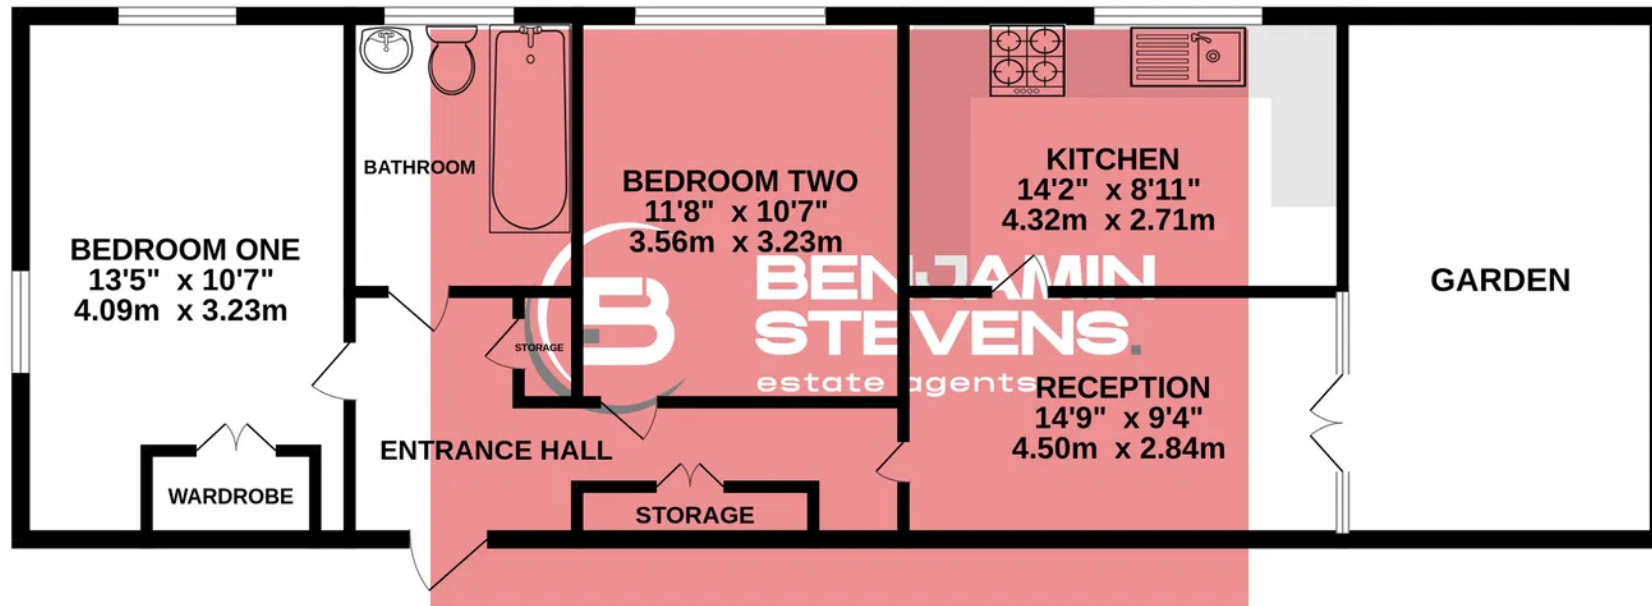 BATHROOM
BEDROOM ONE
13'5" x 10'7"
4.09m x 3.23m
WARDROBE
BEDROOM TWO
11'8" x 10'7"
3.56m x 3.23m
STORAGE
ENTRANCE HALL
STORAGE
BENJAMIN
STEVENS.
estate agents
KITCHEN
14'2" x 8'11"
4.32m x 2.71m
RECEPTION
14'9" x 9'4"
4.50m x 2.84m
GARDEN